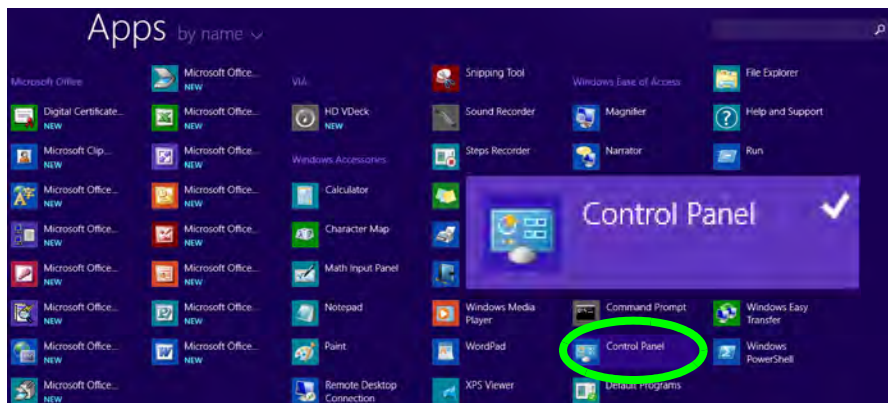 Apps by name
Microsoft Office
Digital Certificate...
NEW
Microsoft Clip...
NEW
Microsoft Office...
NEW
Microsoft Office...
NEW
Microsoft Office...
NEW
Microsoft Office...
NEW
Microsoft Office...
NEW
Microsoft Office...
NEW
Microsoft Office...
NEW
Microsoft Office...
NEW
Microsoft Office...
NEW
Microsoft Office...
NEW
Microsoft Office...
NEW
Microsoft Office...
NEW
Microsoft Office...
NEW
Microsoft Office...
NEW
VIA
HD VDeck
NEW
Windows Accessories
Calculator
Character Map
Math Input Panel
Notepad
Paint
Remote Desktop
Connection
Snipping Tool
Sound Recorder
Steps Recorder
Windows Media
Player
WordPad
XPS Viewer
Windows Ease of Access
Magnifier
Narrator
Control Panel
Command Prompt
Control Panel
Default Programs
File Explorer
Help and Support
Run
Windows Easy
Transfer
Windows
PowerShell